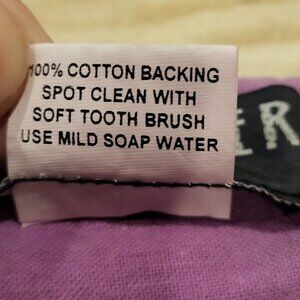 100% COTTON BACKING
SPOT CLEAN WITH
SOFT TOOTH BRUSH
USE MILD SOAP WATER